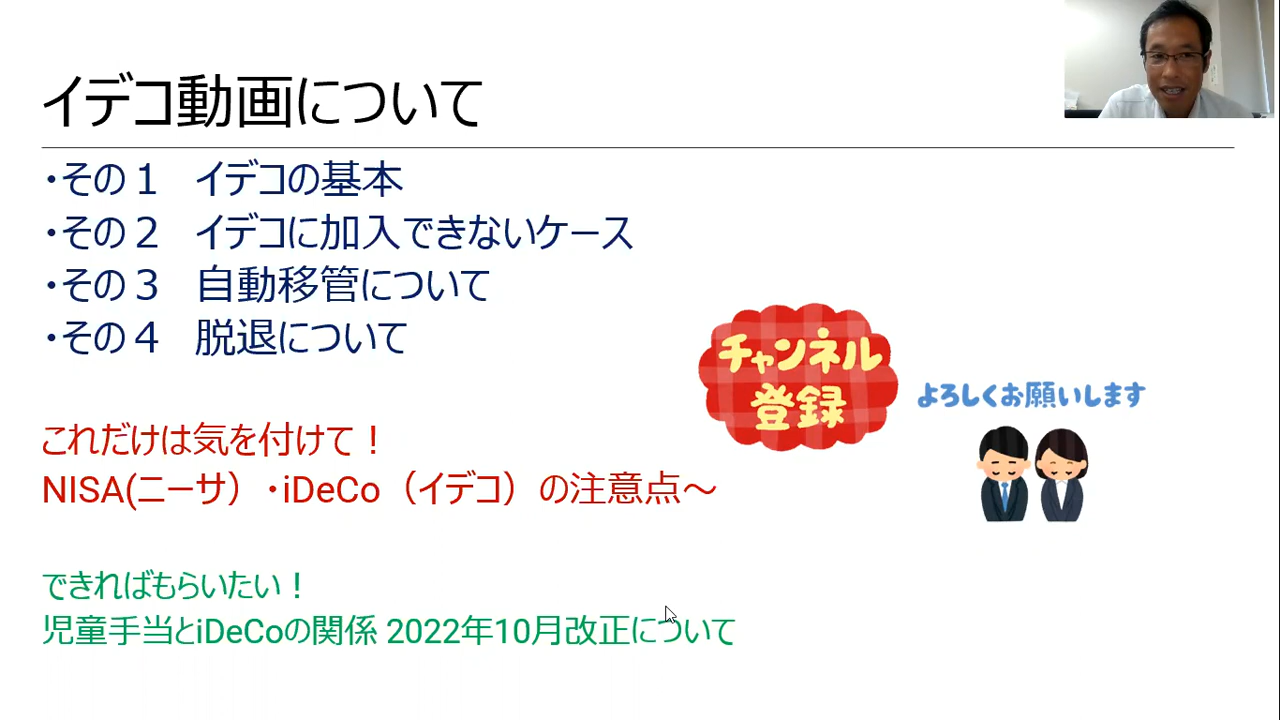 イデコ動画について
・その１　イデコの基本
・その２　イデコに加入できないケース
・その３　自動移管について
・その４　脱退について
チャンネル
登録
よろしくお願いします
これだけは気を付けて！
NISA(ニーサ）・iDeCo（イデコ）の注意点～
できればもらいたい！
児童手当とiDeCoの関係 2022年10月改正について